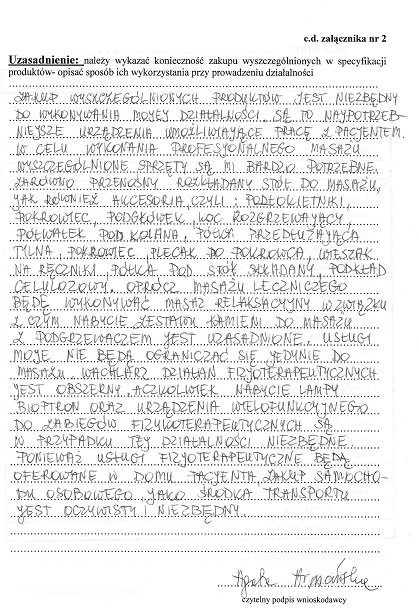 c.d. załącznika nr 2
Uzasadnienie: należy wykazać konieczność zakupu wyszczególnionych w specyfikacji
produktów- opisać sposób ich wykorzystania przy prowadzeniu działalności
ZAKUP WYSZCZEGÓLNIONYCH PRODUKTÓW JEST NIEZBĘDNY
DO WYKONYWANIA MOJEJ DZIAŁALNOŚCI. SĄ TO NAJPOTRZEB-
NIEJSZE URZĄDZENIA UMOŻLIWIAJĄCE PRACĘ Z PACJENTEM.
W CELU WYKONANIA PROFESJONALNEGO MASAŻU
WYSZCZEGÓLNIONE SPRZĘTY SĄ MI BARDZO POTRZEBNE.
ZARÓWNO PRZENOŚNY ROZKŁADANY STÓŁ DO MASAŻU,
JAK RÓWNIEŻ AKCESORIA, CZYLI: PODŁOKIETNIKI,
POKROWIEC, PODGŁÓWEK, KOC ROZGRZEWAJĄCY,
PÓŁWAŁEK POD KOLANA, PÓŁKA PRZEDŁUŻAJĄCA
TYLNA, POKROWIEC PLECAK DO POKROWCA, WIESZAK
NA RĘCZNIKI, PÓŁKA POD STÓŁ SKŁADANY, PODKŁAD
CELULOZOWY. OPRÓCZ MASAŻU LECZNICZEGO
BĘDĘ WYKONYWAĆ MASAŻ RELAKSACYJNY W ZWIĄZKU
Z CZYM NABYCIE ZESTAWU KAMIENI DO MASAŻU
Z PODGRZEWACZEM JEST UZASADNIONE. USŁUGI
MOJE NIE BĘDĄ OGRANICZAĆ SIĘ JEDYNIE DO
MASAŻU. WACHLARZ DZIAŁAŃ FIZJOTERAPEUTYCZNYCH
JEST OBSZERNY, ACZKOLWIEK NABYCIE LAMPY
BIOPTRON ORAZ URZĄDZENIA WIELOFUNKCYJNEGO
DO ZABIEGÓW FIZYKOTERAPEUTYCZNYCH SĄ
W PRZYPADKU TEJ DZIAŁALNOŚCI NIEZBĘDNE.
PONIEWAŻ USŁUGI FIZJOTERAPEUTYCZNE BĘDĄ
OFEROWANE W DOMU PACJENTA, ZAKUP SAMOCHO-
DU OSOBOWEGO JAKO ŚRODKA TRANSPORTU
JEST OCZYWISTY I NIEZBĘDNY.
czytelny podpis wnioskodawcy